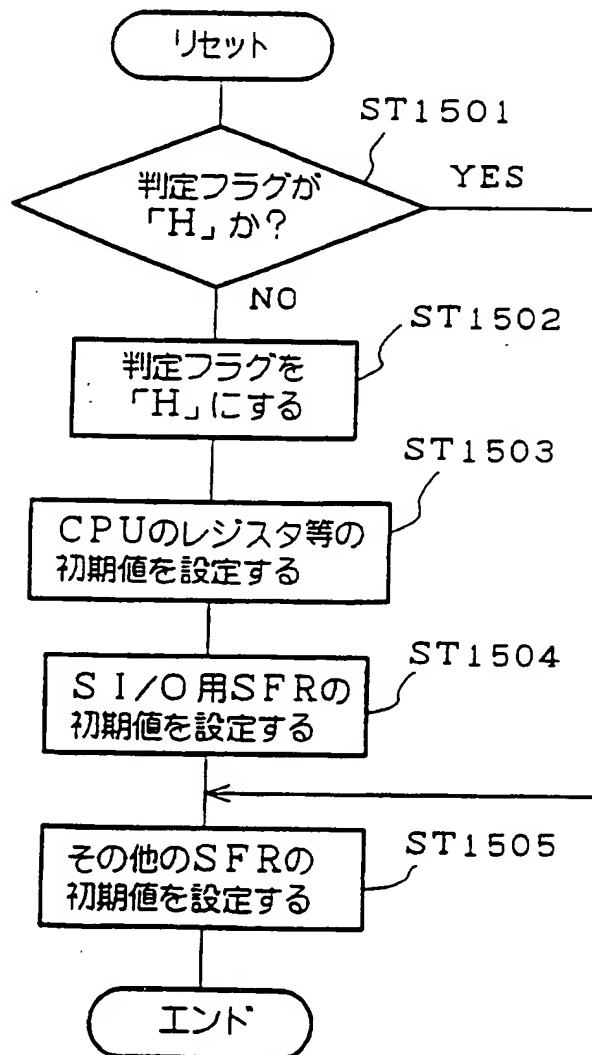 リセット
ST1501
判定フラグが
「H」か?
YES
NO
ST1502
判定フラグを
「H」にする
ST1503
CPUのレジスタ等の
初期値を設定する
ST1504
SI/O用SFRの
初期値を設定する
ST1505
その他のSFRの
初期値を設定する
エンド